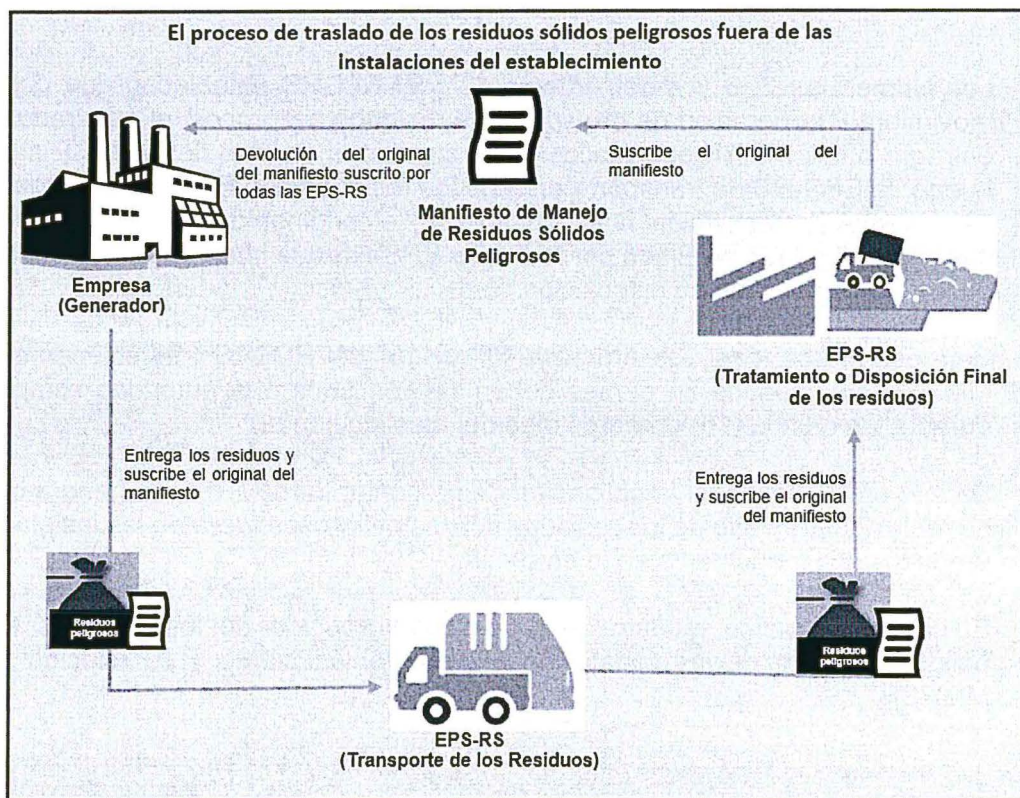 El proceso de traslado de los residuos sólidos peligrosos fuera de las
instalaciones del establecimiento
Devolución del original
del manifiesto suscrito por
todas las EPS-RS
Suscribe el original del
manifiesto
Manifiesto de Manejo
de Residuos Sólidos
Peligrosos
Empresa
(Generador)
EPS-RS
(Tratamiento o Disposición Final
de los residuos)
Entrega los residuos y
suscribe el original del
manifiesto
Entrega los residuos
y suscribe el original
del manifiesto
Residuos
peligrosos
Residuos
peligrosos
EPS-RS
(Transporte de los Residuos)